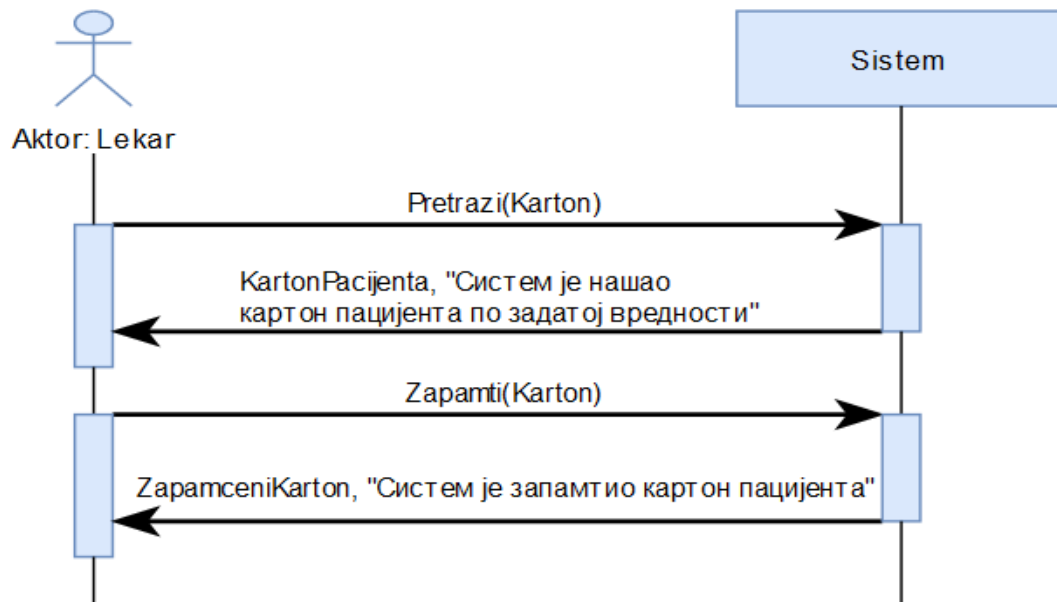 Sistem
Aktor: Lekar
Pretrazi(Karton)
KartonPacijenta, "Систем је нашао
картон пацијента по задатој вредности"
Zapamti(Karton)
ZapamceniKarton, "Систем је запамтио картон пацијента"